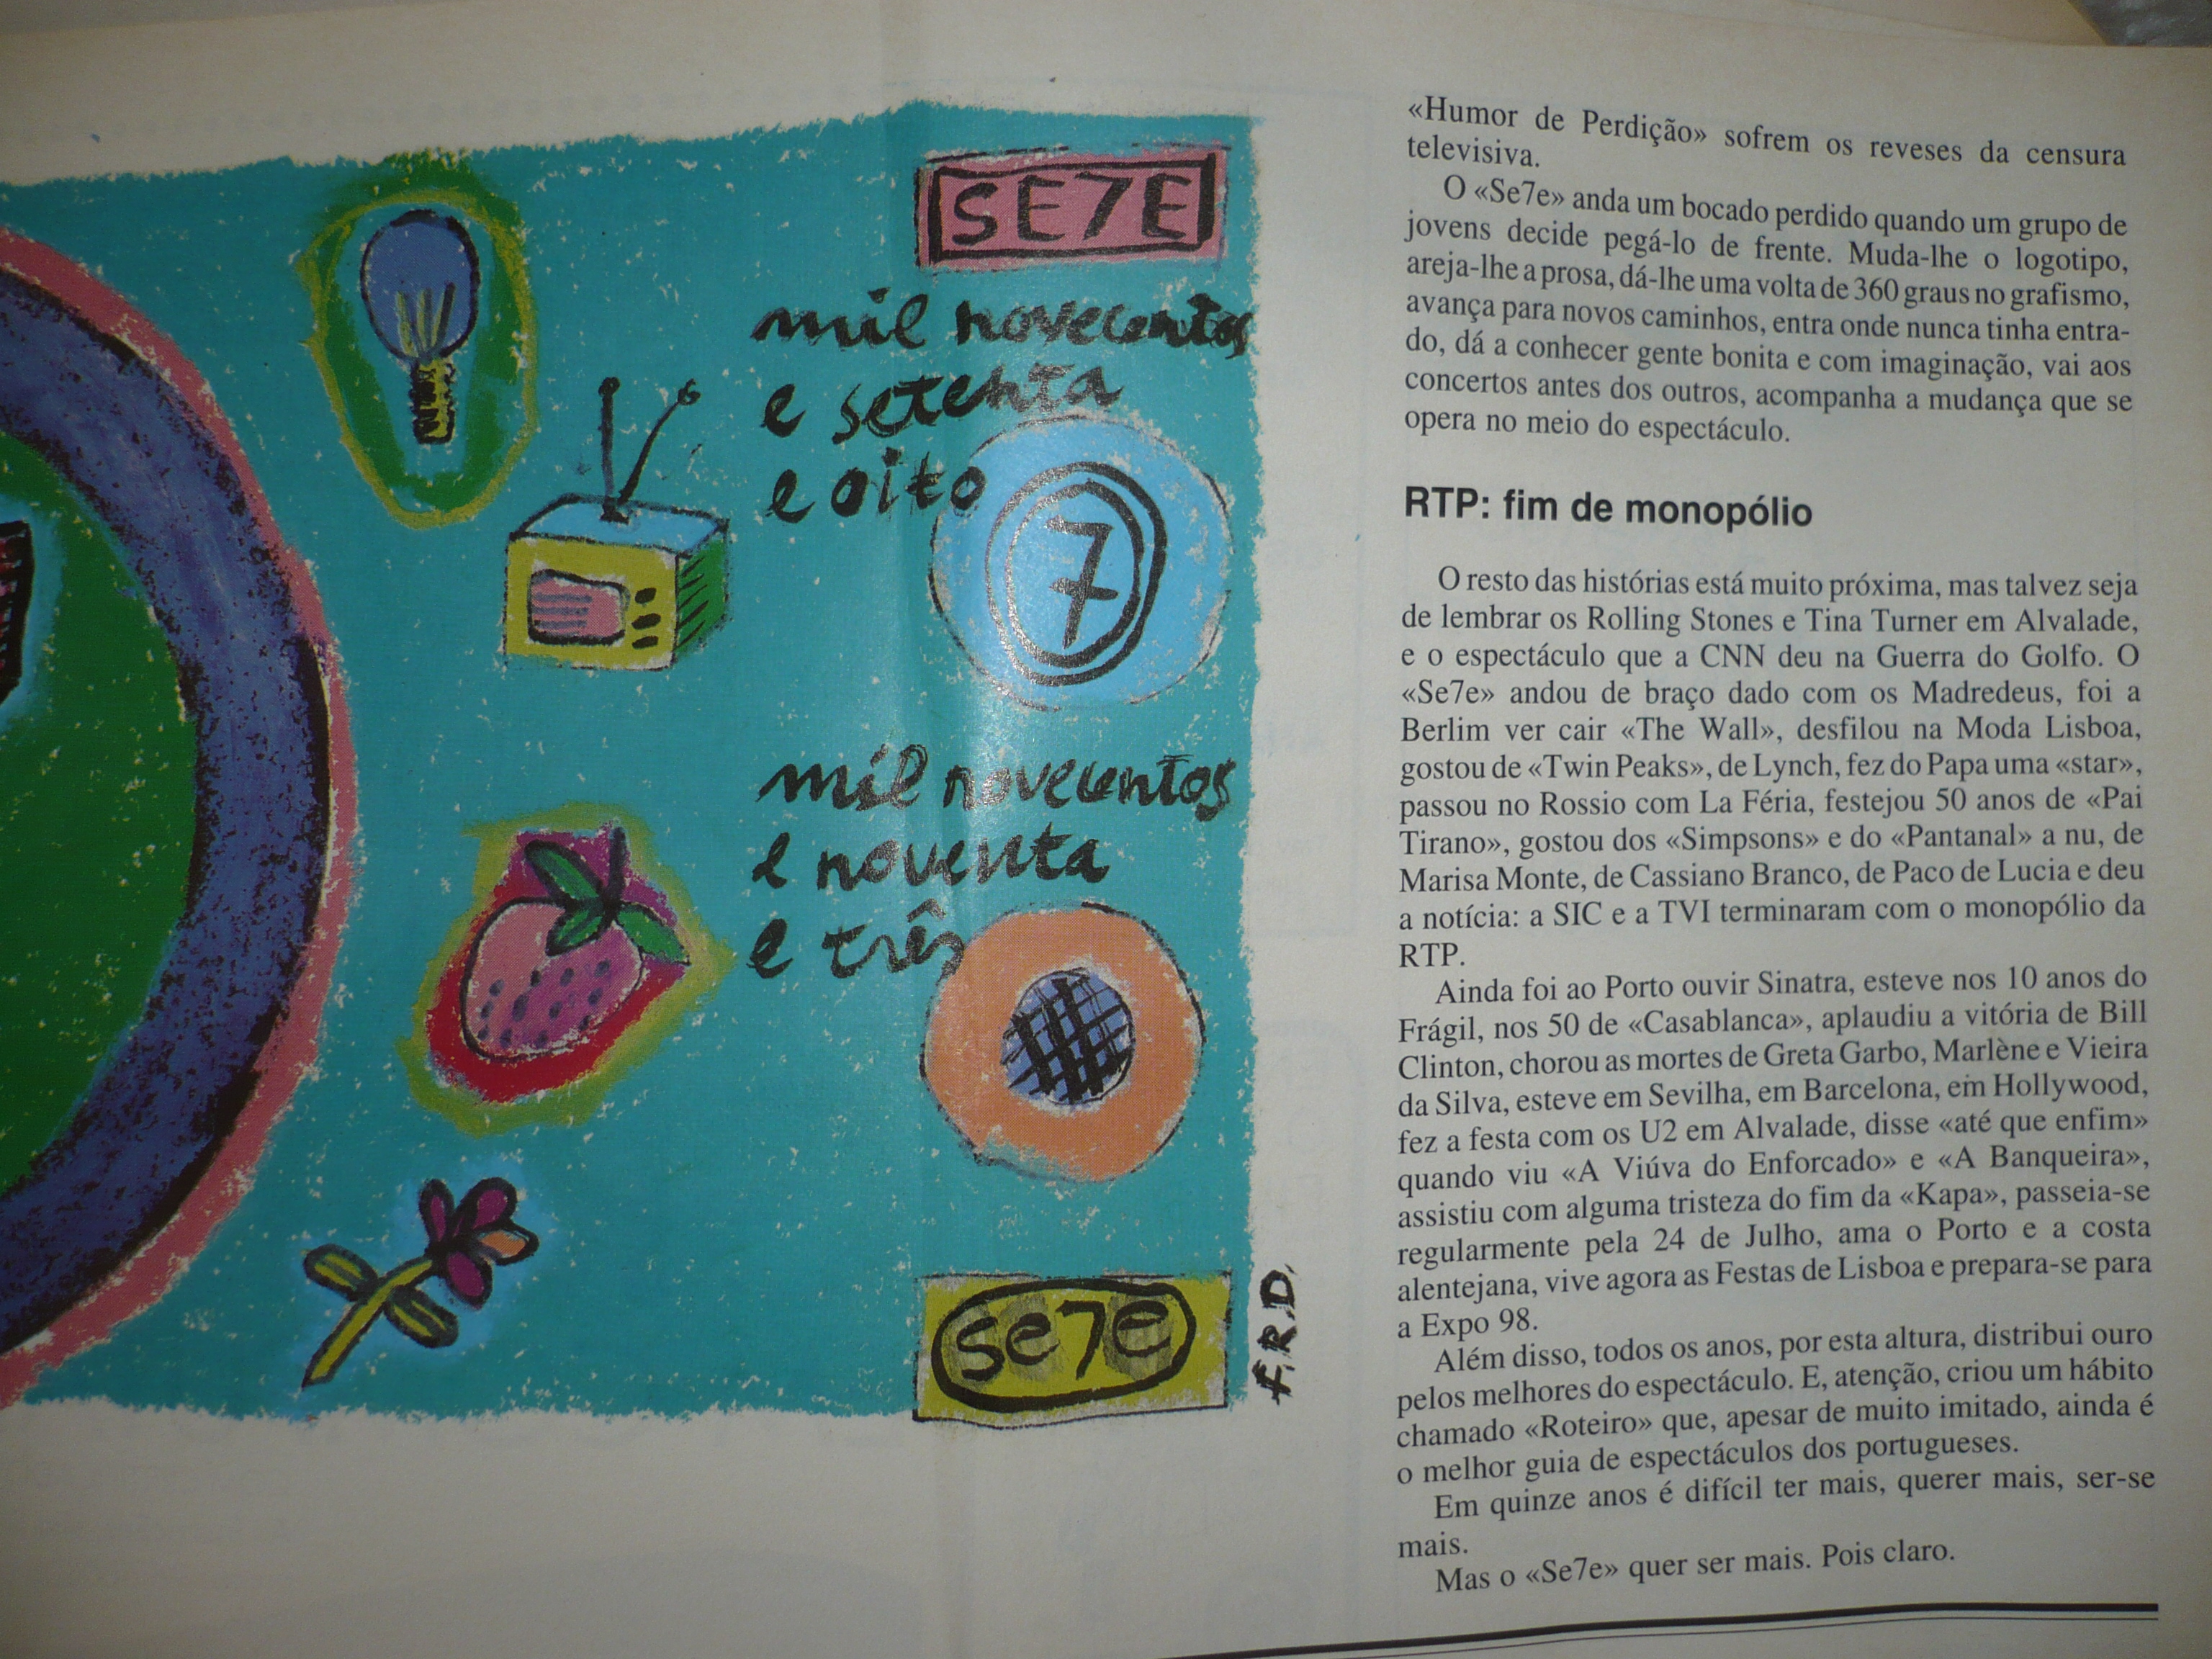 SE7E
mil novecentos
e setenta
e oito
7
mil novecentos
e noventa
e três
se7e
F.R.D.
«Humor de Perdição» sofrem os reveses da censura
televisiva.
O «Se7e» anda um bocado perdido quando um grupo de
jovens decide pegá-lo de frente. Muda-lhe o logotipo,
areja-lhe a prosa, dá-lhe uma volta de 360 graus no grafismo,
avança para novos caminhos, entra onde nunca tinha entra-
do, dá a conhecer gente bonita e com imaginação, vai aos
concertos antes dos outros, acompanha a mudança que se
opera no meio do espectáculo.
RTP: fim de monopólio
O resto das histórias está muito próxima, mas talvez seja
de lembrar os Rolling Stones e Tina Turner em Alvalade,
e o espectáculo que a CNN deu na Guerra do Golfo. O
«Se7e» andou de braço dado com os Madredeus, foi a
Berlim ver cair «The Wall», desfilou na Moda Lisboa,
gostou de «Twin Peaks», de Lynch, fez do Papa uma «star»,
passou no Rossio com La Féria, festejou 50 anos de «Pai
Tirano», gostou dos «Simpsons» e do «Pantanal» a nu, de
Marisa Monte, de Cassiano Branco, de Paco de Lucia e deu
a notícia: a SIC e a TVI terminaram com o monopólio da
RTP.
Ainda foi ao Porto ouvir Sinatra, esteve nos 10 anos do
Frágil, nos 50 de «Casablanca», aplaudiu a vitória de Bill
Clinton, chorou as mortes de Greta Garbo, Marlène e Vieira
da Silva, esteve em Sevilha, em Barcelona, em Hollywood,
fez a festa com os U2 em Alvalade, disse «até que enfim»
quando viu «A Viúva do Enforcado» e «A Banqueira»,
assistiu com alguma tristeza do fim da «Kapa», passeia-se
regularmente pela 24 de Julho, ama o Porto e a costa
alentejana, vive agora as Festas de Lisboa e prepara-se para
a Expo 98.
Além disso, todos os anos, por esta altura, distribui ouro
pelos melhores do espectáculo. E, atenção, criou um hábito
chamado «Roteiro» que, apesar de muito imitado, ainda é
o melhor guia de espectáculos dos portugueses.
Em quinze anos é difícil ter mais, querer mais, ser-se
mais.
Mas o «Se7e» quer ser mais. Pois claro.